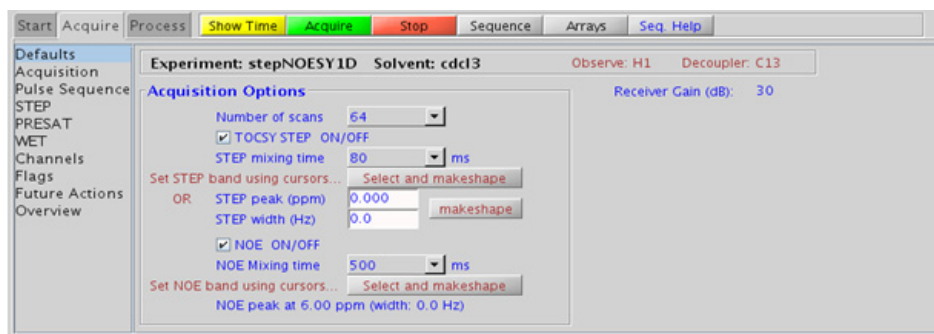 Start Acquire Process Show Time Acquire Stop Sequence Arrays Seq. Help
Defaults
Acquisition
Pulse Sequence
STEP
PRESAT
WET
Channels
Flags
Future Actions
Overview
Experiment: stepNOESY1D Solvent: cdcl3 Observe: H1 Decoupler: C13
Acquisition Options Receiver Gain (dB): 30
Number of scans 64
TOCSY STEP ON/OFF
STEP mixing time 80 ms
Set STEP band using cursors... Select and makeshape
OR STEP peak (ppm) 0.000 makeshape
STEP width (Hz) 0.0
NOE ON/OFF
NOE Mixing time 500 ms
Set NOE band using cursors... Select and makeshape
NOE peak at 6.00 ppm (width: 0.0 Hz)